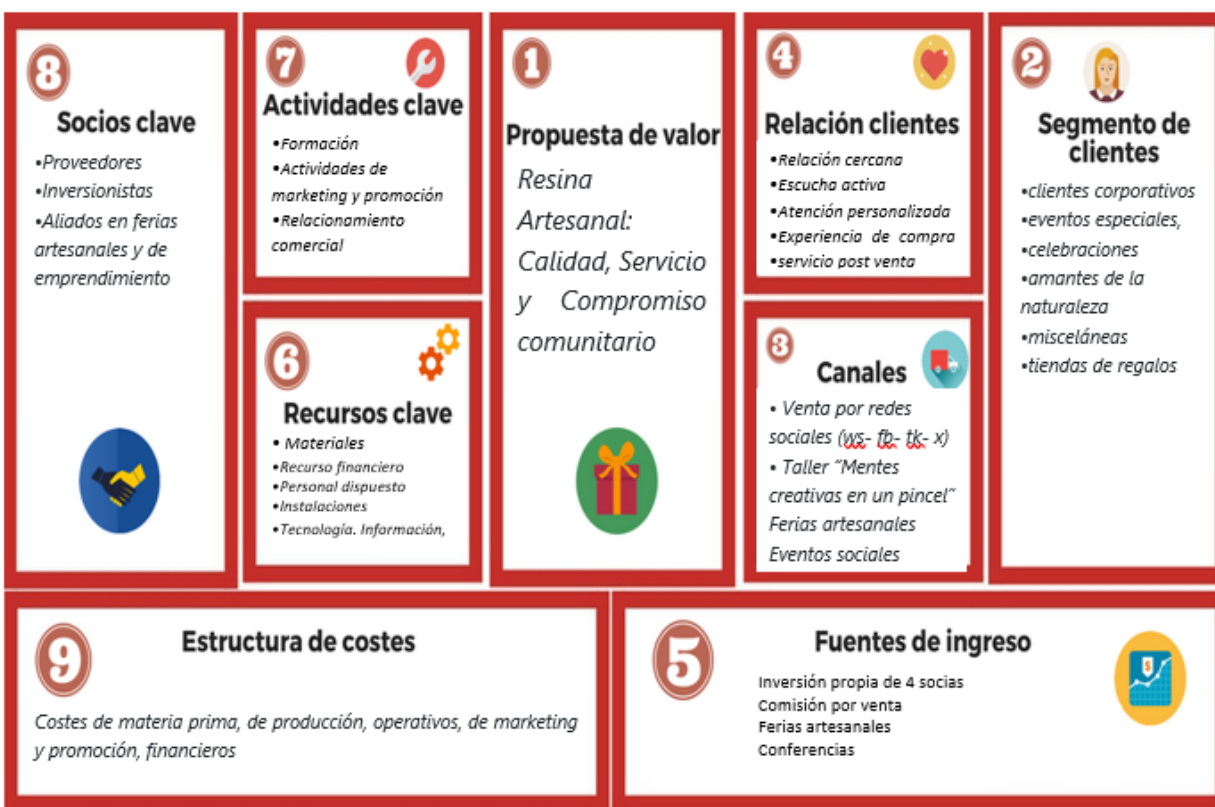 8
Socios clave
•Proveedores
•Inversionistas
•Aliados en ferias
artesanales y de
emprendimiento
7
Actividades clave
•Formación
•Actividades de
marketing y promoción
•Relacionamiento
comercial
6
Recursos clave
• Materiales
•Recurso financiero
•Personal dispuesto
•Instalaciones
•Tecnología. Información,
1
Propuesta de valor
Resina
Artesanal:
Calidad, Servicio
y Compromiso
comunitario
4
Relación clientes
•Relación cercana
•Escucha activa
•Atención personalizada
•Experiencia de compra
•servicio post venta
3
Canales
• Venta por redes
sociales (ws- fb- tk- x)
• Taller “Mentes
creativas en un pincel”
Ferias artesanales
Eventos sociales
2
Segmento de
clientes
•clientes corporativos
•eventos especiales,
•celebraciones
•amantes de la
naturaleza
•misceláneas
•tiendas de regalos
9
Estructura de costes
Costes de materia prima, de producción, operativos, de marketing
y promoción, financieros
5
Fuentes de ingreso
$
Inversión propia de 4 socias
Comisión por venta
Ferias artesanales
Conferencias